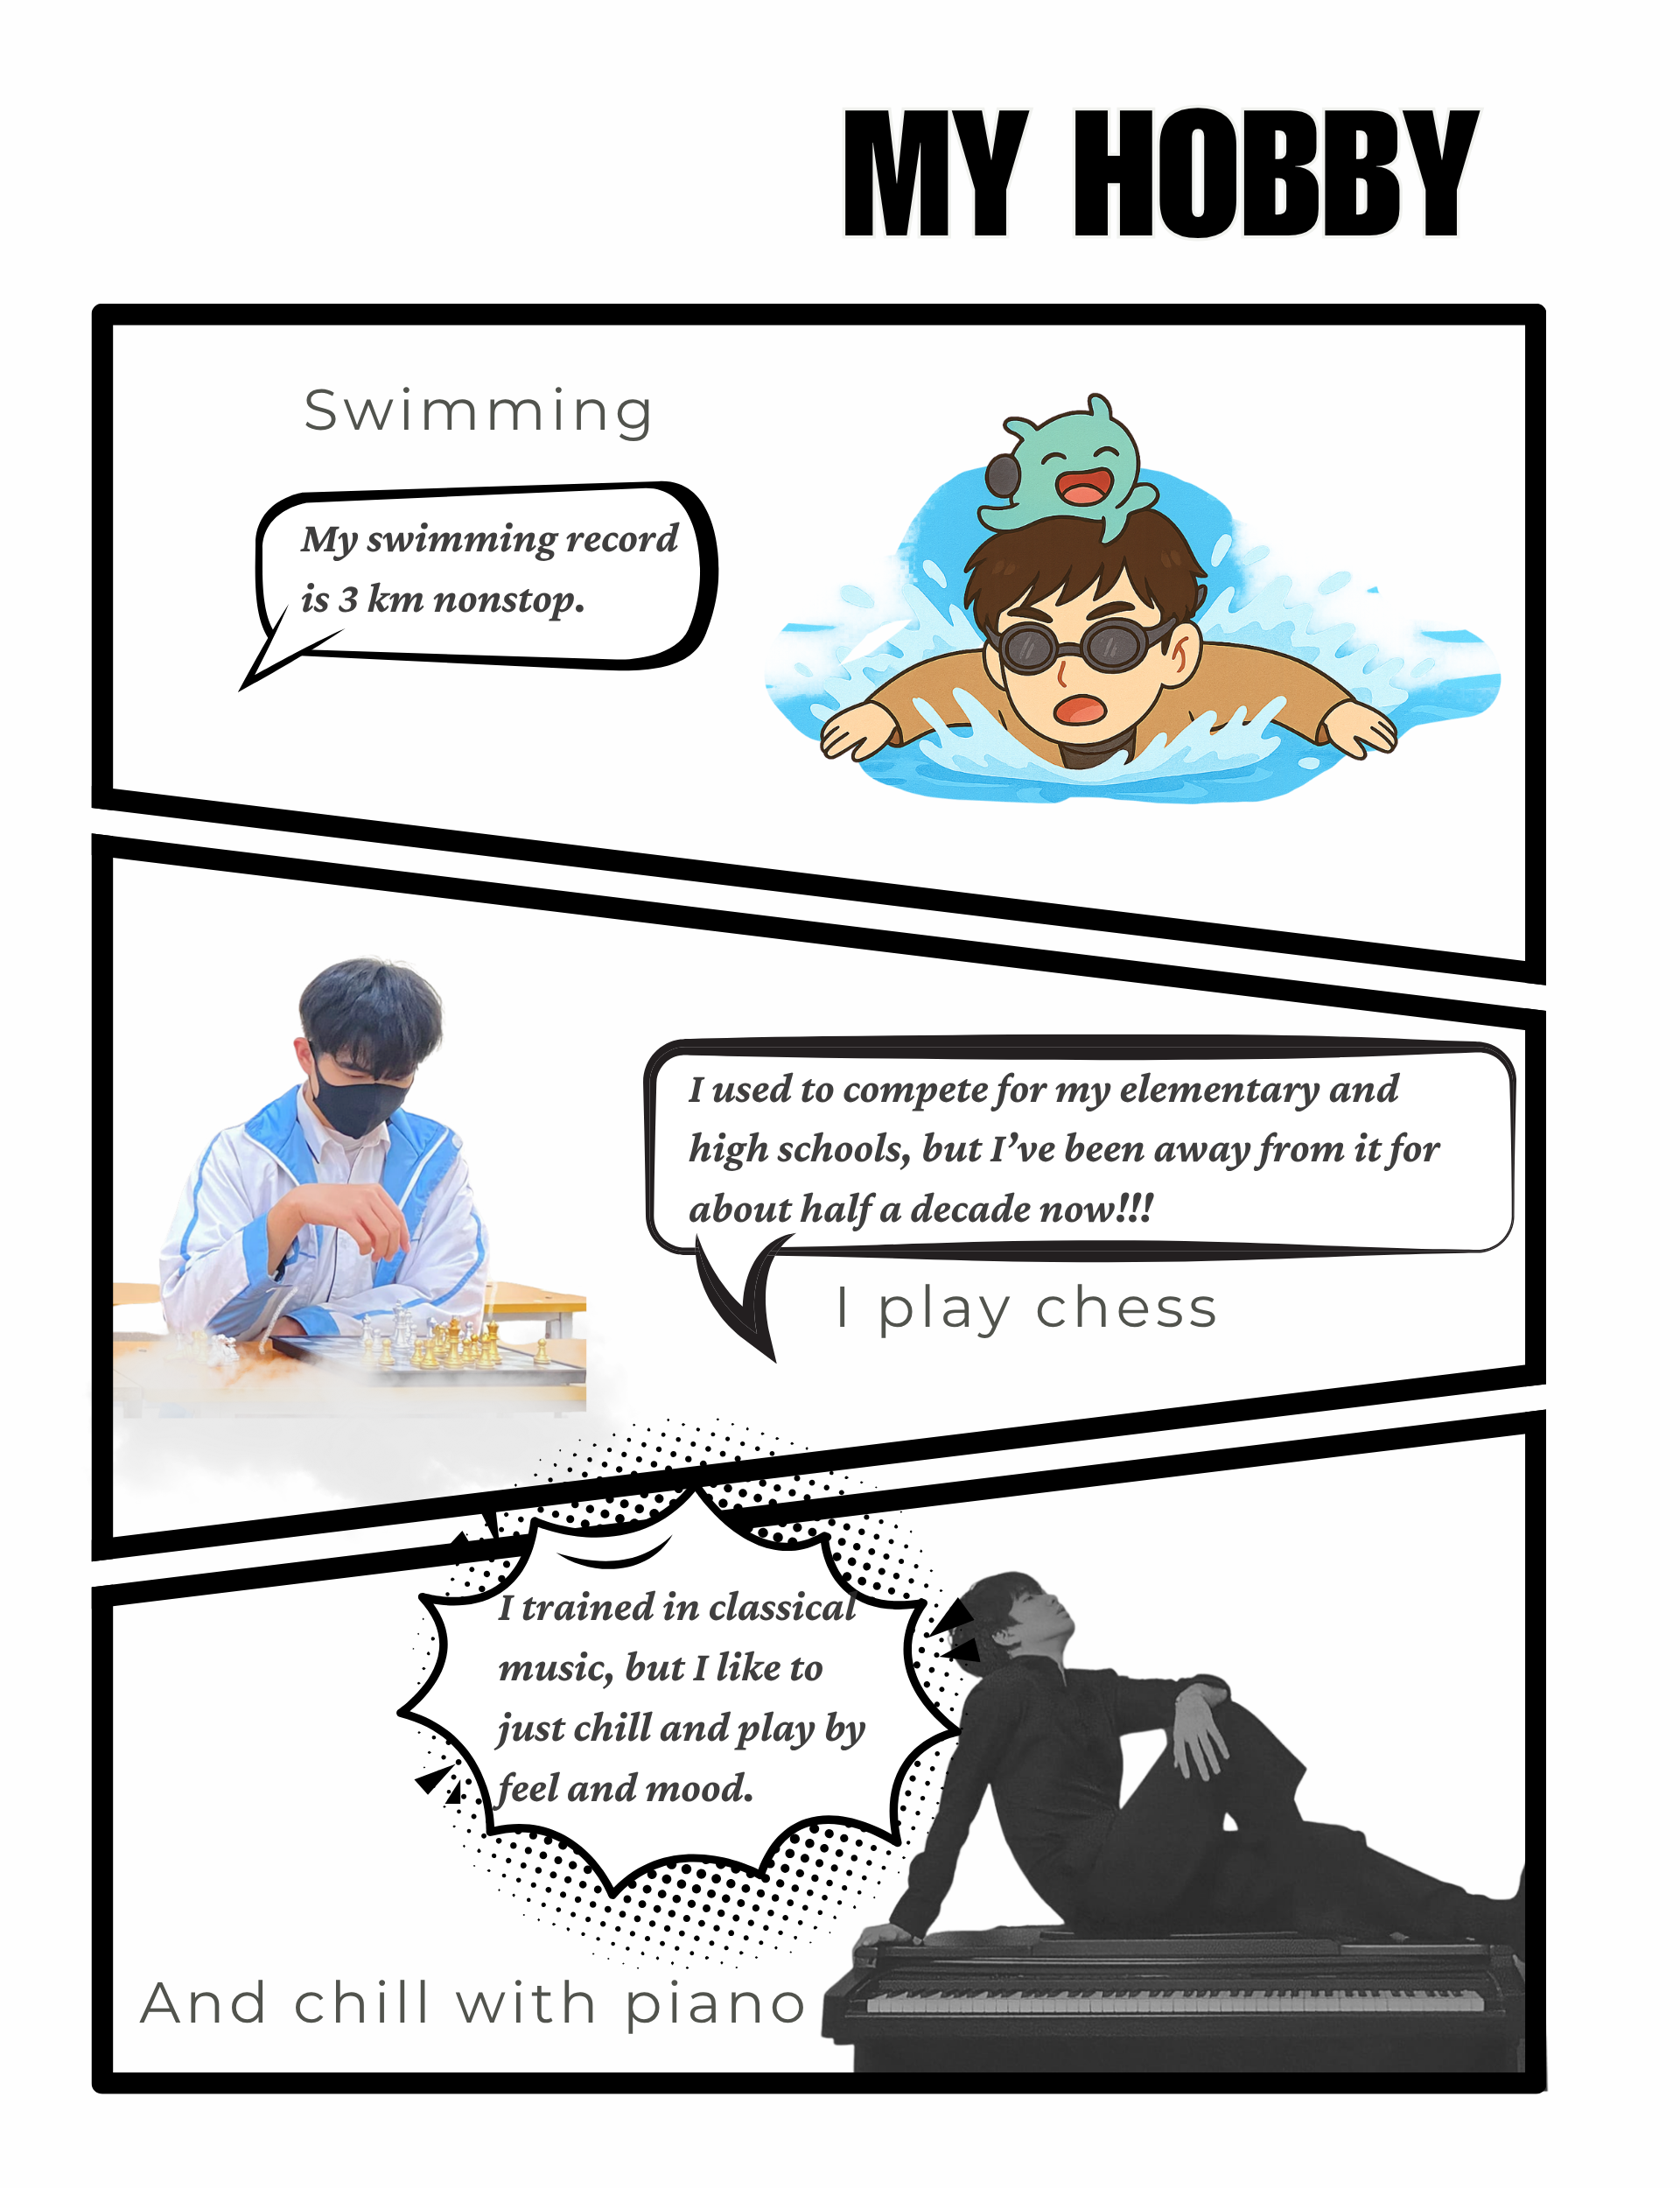 MY HOBBY
Swimming
My swimming record
is 3 km nonstop.
I used to compete for my elementary and
high schools, but I’ve been away from it for
about half a decade now!!!
I play chess
I trained in classical
music, but I like to
just chill and play by
feel and mood.
And chill with piano